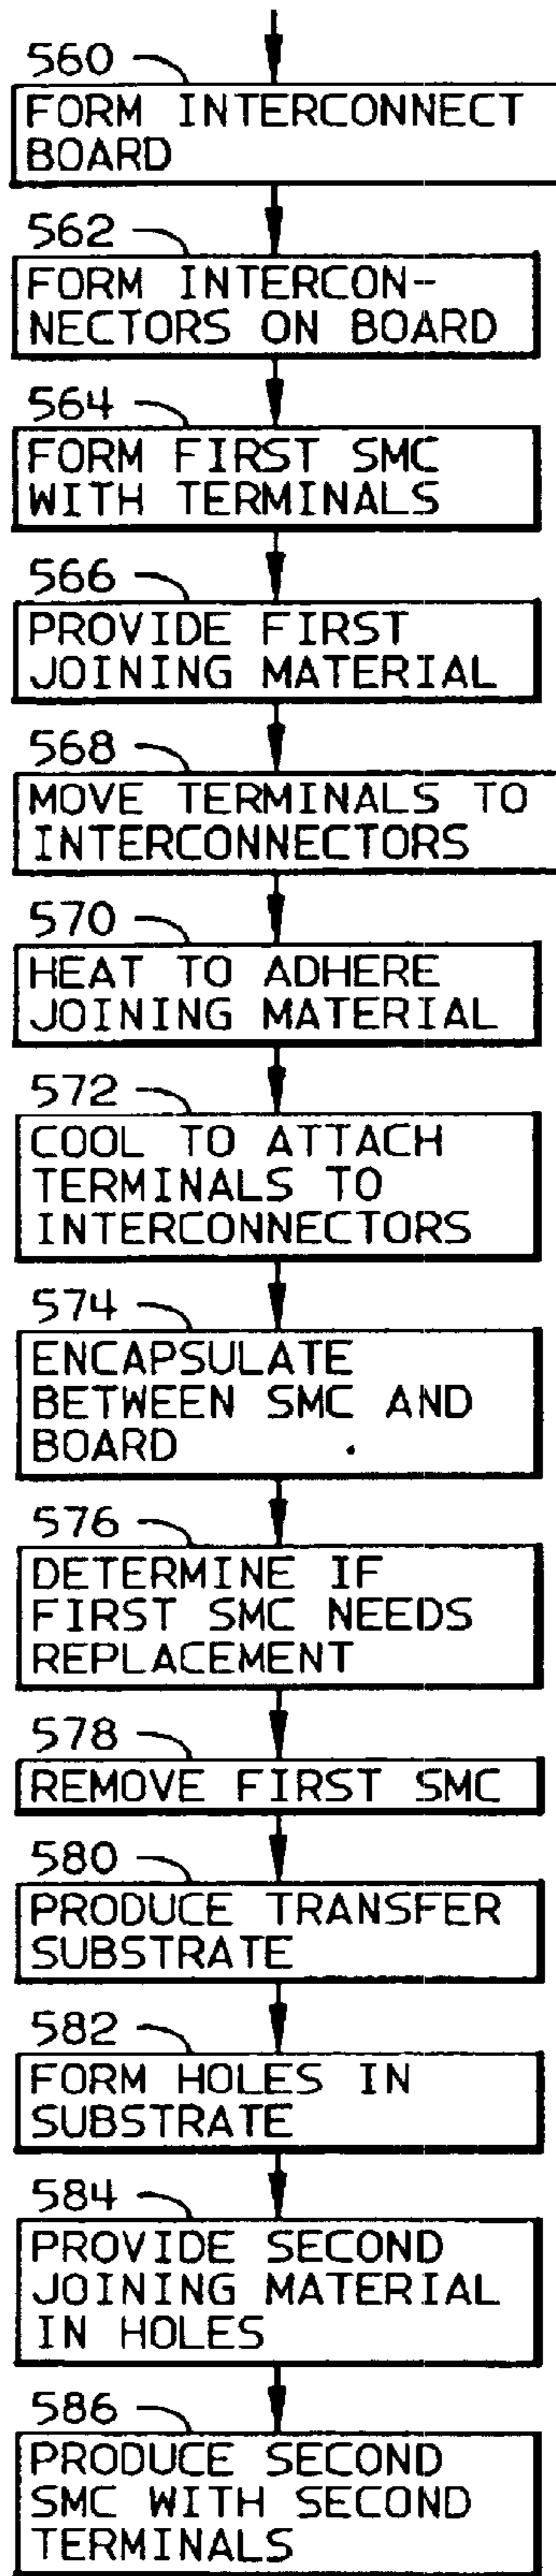 560
FORM INTERCONNECT
BOARD
562
FORM INTERCON-
NECTORS ON BOARD
564
FORM FIRST SMC
WITH TERMINALS
566
PROVIDE FIRST
JOINING MATERIAL
568
MOVE TERMINALS TO
INTERCONNECTORS
570
HEAT TO ADHERE
JOINING MATERIAL
572
COOL TO ATTACH
TERMINALS TO
INTERCONNECTORS
574
ENCAPSULATE
BETWEEN SMC AND
BOARD
576
DETERMINE IF
FIRST SMC NEEDS
REPLACEMENT
578
REMOVE FIRST SMC
580
PRODUCE TRANSFER
SUBSTRATE
582
FORM HOLES IN
SUBSTRATE
584
PROVIDE SECOND
JOINING MATERIAL
IN HOLES
586
PRODUCE SECOND
SMC WITH SECOND
TERMINALS